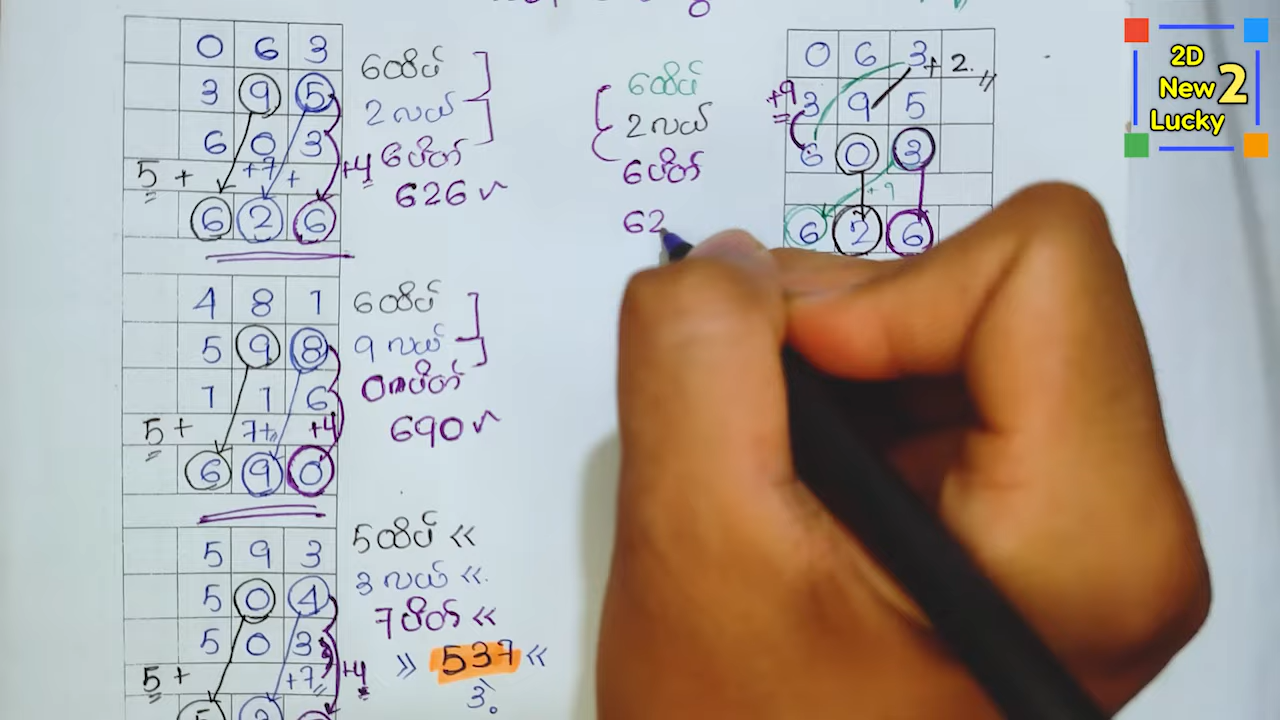 0 6 3
3 9 5
6 0 3
5 + +7 + +4
6 2 6
6 ထိပ်
2 လယ်
6 ပိတ်
626
4 8 1
5 9 8
1 1 6
5 + 7+ +4
6 9 0
6 ထိပ်
9 လယ်
0 ပိတ်
690
5 9 3
5 0 4
5 0 3
5 + +7 +4
5 ထိပ် <<
3 လယ် <<
7 ပိတ် <<
>> 537 <<
6 ထိပ်
2 လယ်
6 ပိတ်
62
0 6 3 + 2
+9 3 9 5
6 0 3
+9
6 2 6
2D
New 2
Lucky